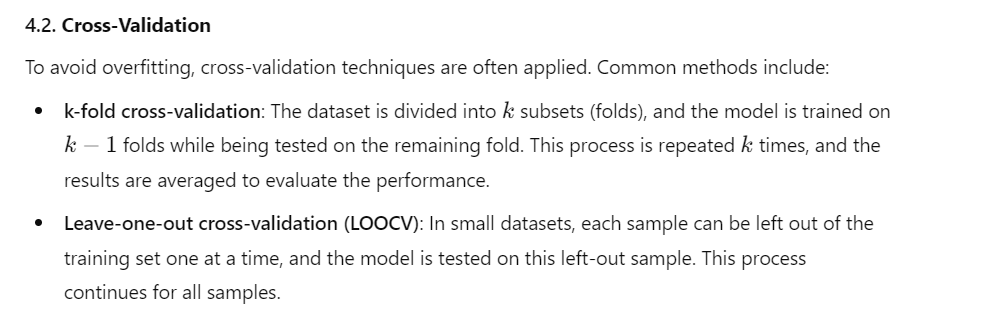 4.2. Cross-Validation
To avoid overfitting, cross-validation techniques are often applied. Common methods include:
• k-fold cross-validation: The dataset is divided into k subsets (folds), and the model is trained on
k − 1 folds while being tested on the remaining fold. This process is repeated k times, and the
results are averaged to evaluate the performance.
• Leave-one-out cross-validation (LOOCV): In small datasets, each sample can be left out of the
training set one at a time, and the model is tested on this left-out sample. This process
continues for all samples.